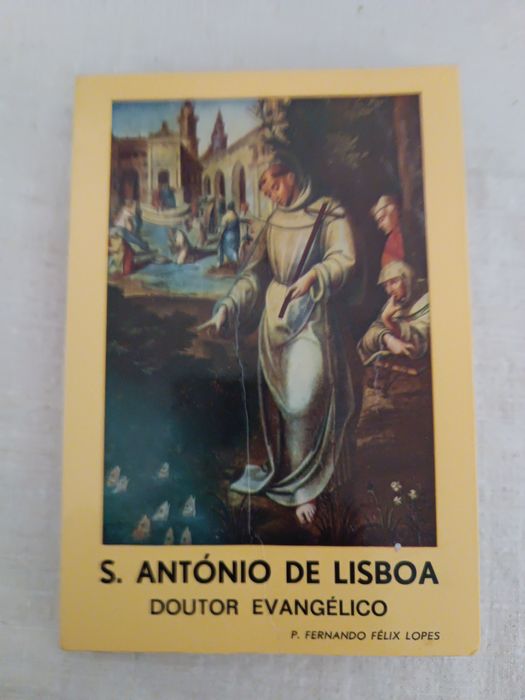 S. ANTÓNIO DE LISBOA
DOUTOR EVANGÉLICO
P. FERNANDO FÉLIX LOPES